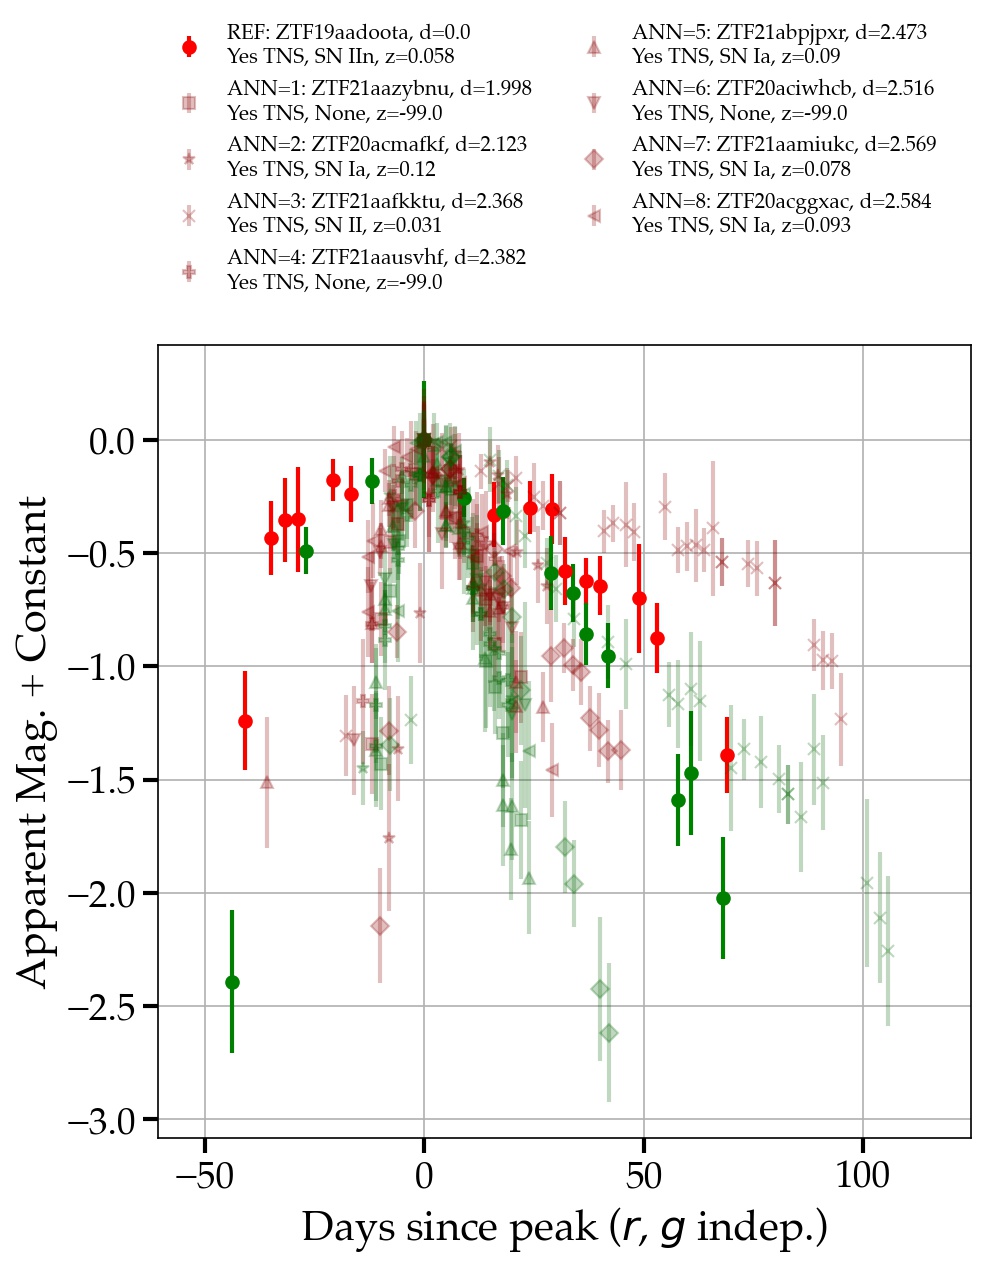 REF: ZTF19aadoota, d=0.0
Yes TNS, SN IIn, z=0.058
ANN=1: ZTF21aazybnu, d=1.998
Yes TNS, None, z=-99.0
ANN=2: ZTF20acmafkf, d=2.123
Yes TNS, SN Ia, z=0.12
ANN=3: ZTF21aafkktu, d=2.368
Yes TNS, SN II, z=0.031
ANN=4: ZTF21aausvhf, d=2.382
Yes TNS, None, z=-99.0
ANN=5: ZTF21abpjpxr, d=2.473
Yes TNS, SN Ia, z=0.09
ANN=6: ZTF20aciwhcb, d=2.516
Yes TNS, None, z=-99.0
ANN=7: ZTF21aamiukc, d=2.569
Yes TNS, SN Ia, z=0.078
ANN=8: ZTF20acggxac, d=2.584
Yes TNS, SN Ia, z=0.093
Apparent Mag. + Constant
0.0
−0.5
−1.0
−1.5
−2.0
−2.5
−3.0
−50 0 50 100
Days since peak (r, g indep.)